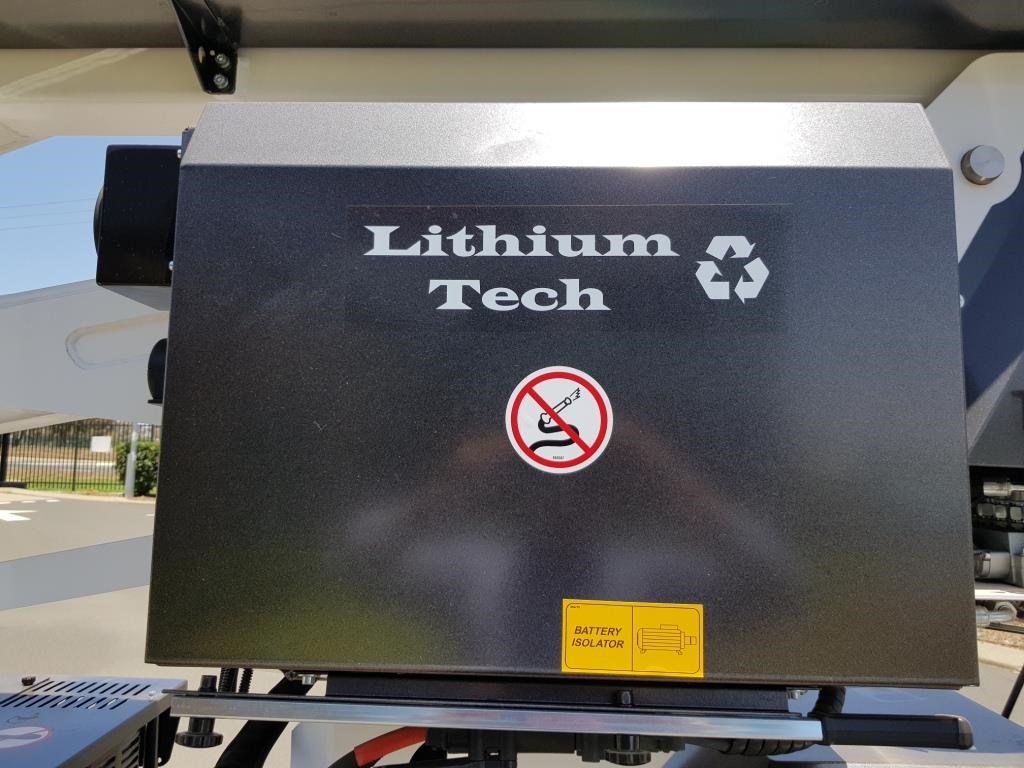 Lithium
Tech
BATTERY
ISOLATOR